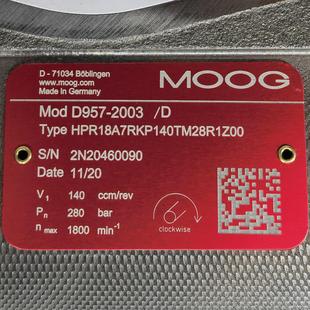 D - 71034 Böblingen
www.moog.com
Made in Germany
MOOG
Mod D957-2003 /D
Type HPR18A7RKP140TM28R1Z00
S/N 2N20460090
Date 11/20
V1 140 ccm/rev
Pn 280 bar
n max 1800 min⁻¹
clockwise